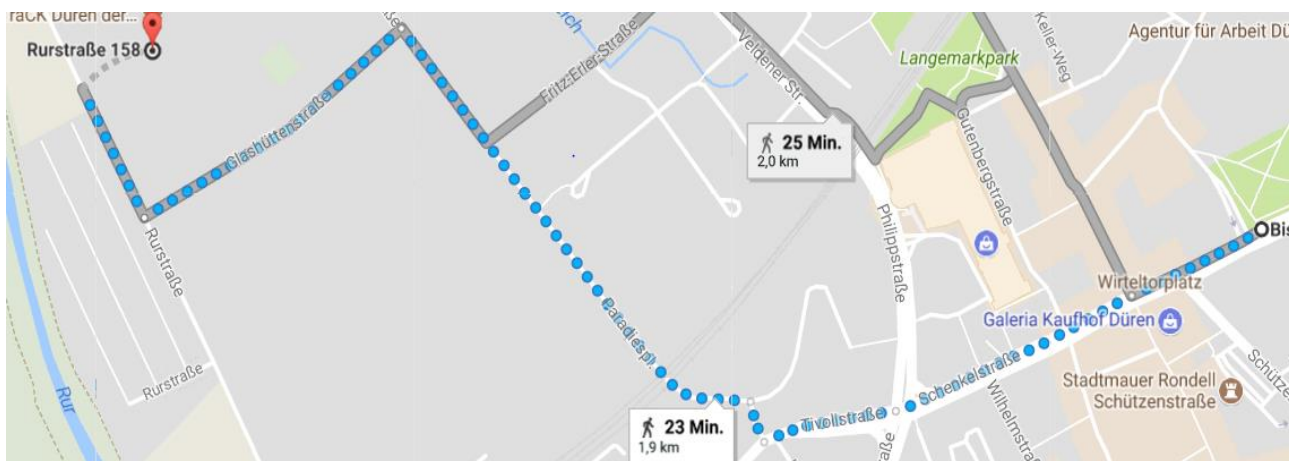 raCK Düren der...
Rurstraße 158
Glashüttenstraße
Fritz-Erler-Straße
Veldener Str.
Langemarkpark
Keller-Weg
Agentur für Arbeit Dü
25 Min.
2,0 km
Gutenbergstraße
Philippstraße
Bis
Wirteltorplatz
Galeria Kaufhof Düren
Rurstraße
Rurstraße
Rur
Paradiespl.
23 Min.
1,9 km
Tivolistraße
Schenkelstraße
Wilhelmstraße
Stadtmauer Rondell
Schützenstraße
Schütze